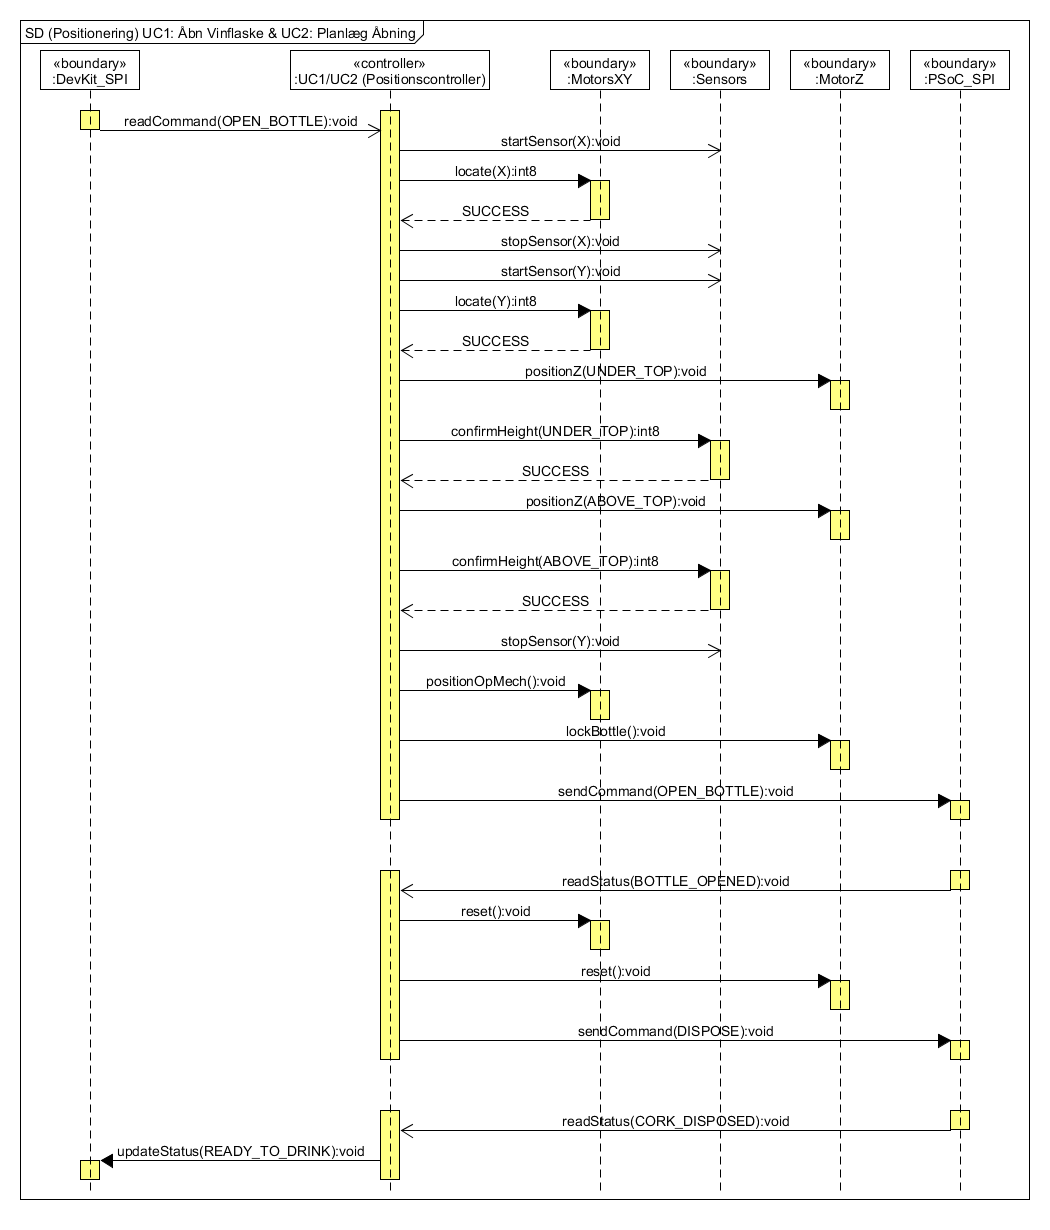 SD (Positionering) UC1: Åbn Vinflaske & UC2: Planlæg Åbning
«boundary»
:DevKit_SPI
«controller»
:UC1/UC2 (Positionscontroller)
«boundary»
:MotorsXY
«boundary»
:Sensors
«boundary»
:MotorZ
«boundary»
:PSoC_SPI
readCommand(OPEN_BOTTLE):void
startSensor(X):void
locate(X):int8
SUCCESS
stopSensor(X):void
startSensor(Y):void
locate(Y):int8
SUCCESS
positionZ(UNDER_TOP):void
confirmHeight(UNDER_TOP):int8
SUCCESS
positionZ(ABOVE_TOP):void
confirmHeight(ABOVE_TOP):int8
SUCCESS
stopSensor(Y):void
positionOpMech():void
lockBottle():void
sendCommand(OPEN_BOTTLE):void
readStatus(BOTTLE_OPENED):void
reset():void
reset():void
sendCommand(DISPOSE):void
readStatus(CORK_DISPOSED):void
updateStatus(READY_TO_DRINK):void